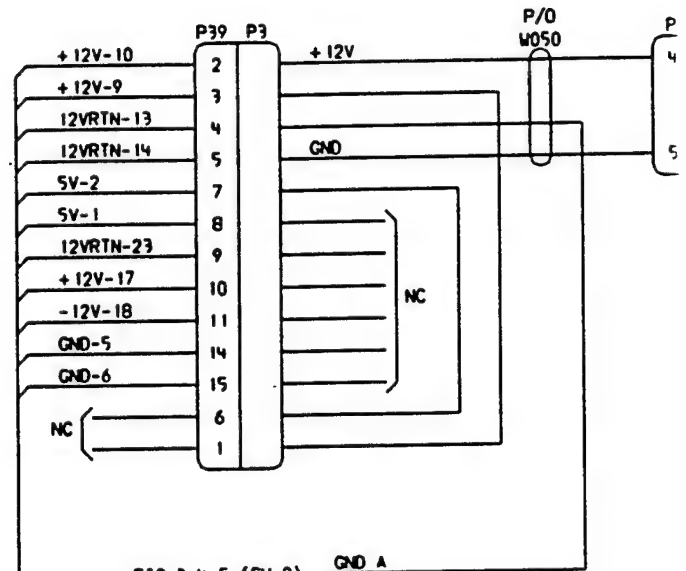 P/O
W050
P39 P3 P
+12V-10 2 +12V 4
+12V-9 3
12VRTN-13 4
12VRTN-14 5 GND 5
5V-2 7
5V-1 8
12VRTN-23 9
+12V-17 10 NC
-12V-18 11
GND-5 14
GND-6 15
NC 6
1
GND A